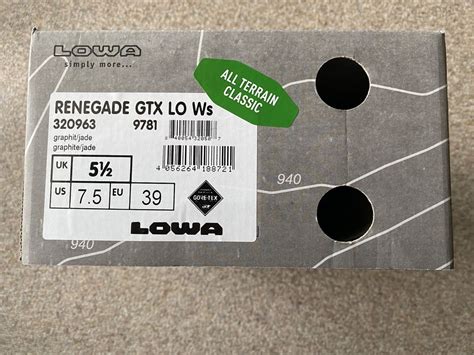 LOWA
simply more...
ALL TERRAIN
CLASSIC
RENEGADE GTX LO Ws
320963 9781
graphit/jade
graphite/jade
UK 5½
US 7.5 EU 39
4 056264 188721
GORE-TEX
LOWA
940
940